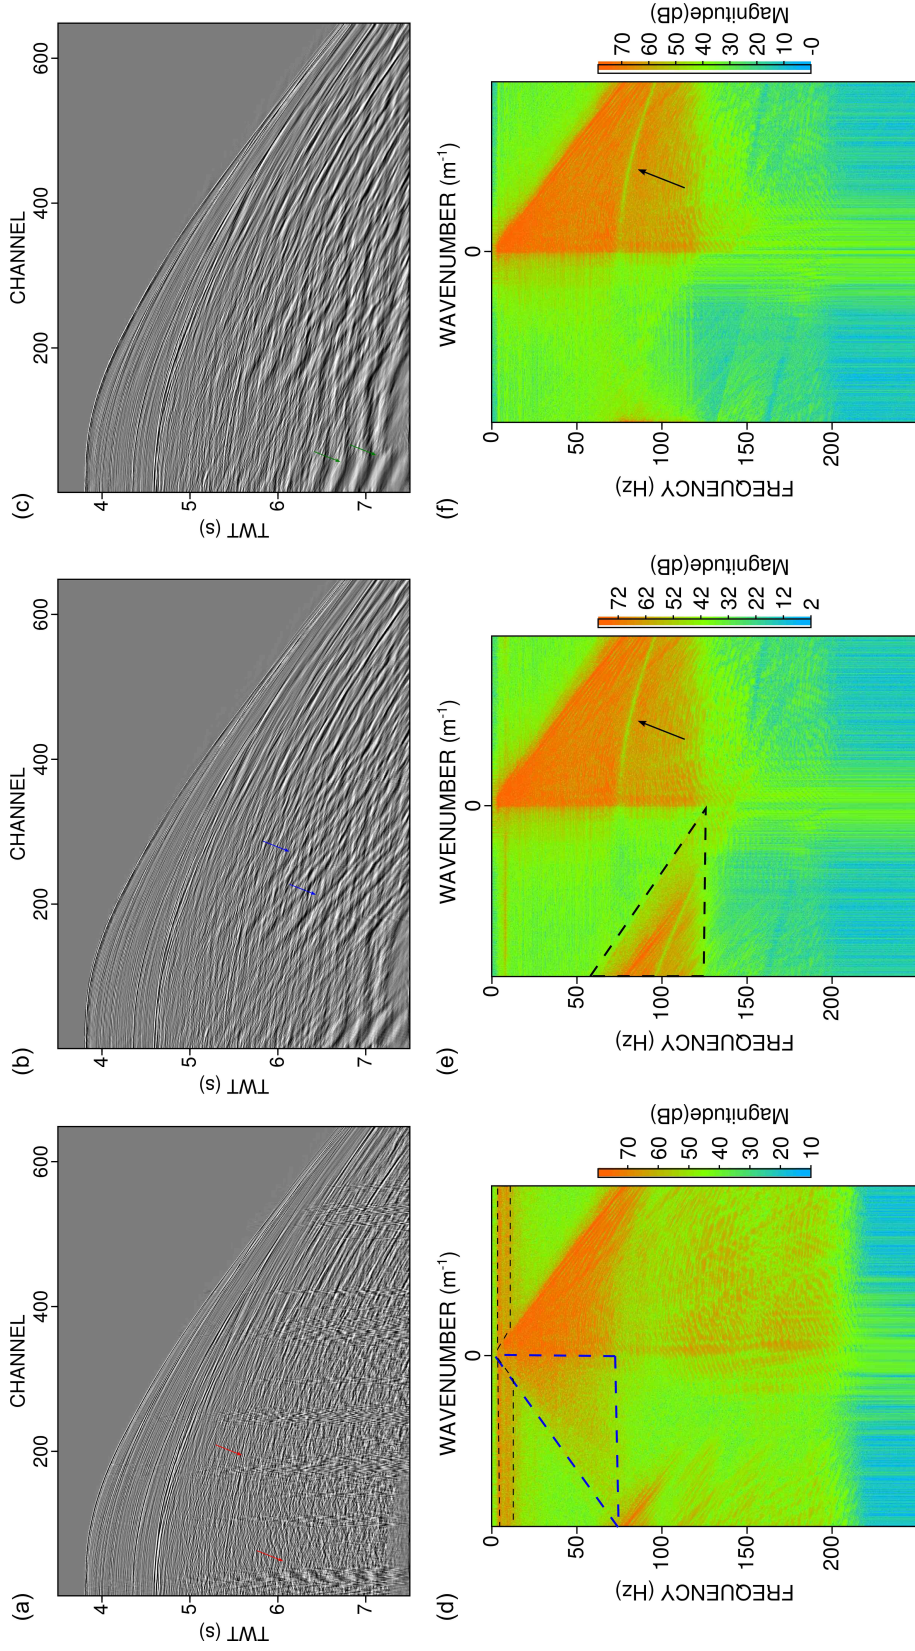 (a)
CHANNEL
200 400 600
TWT (s)
4
5
6
7
(b)
CHANNEL
200 400 600
TWT (s)
4
5
6
7
(c)
CHANNEL
200 400 600
TWT (s)
4
5
6
7
(d)
WAVENUMBER (m-1)
0
FREQUENCY (Hz)
0
50
100
150
200
Magnitude(dB)
70
60
50
40
30
20
10
(e)
WAVENUMBER (m-1)
0
FREQUENCY (Hz)
0
50
100
150
200
Magnitude(dB)
72
62
52
42
32
22
12
2
(f)
WAVENUMBER (m-1)
0
FREQUENCY (Hz)
0
50
100
150
200
Magnitude(dB)
70
60
50
40
30
20
10
-0